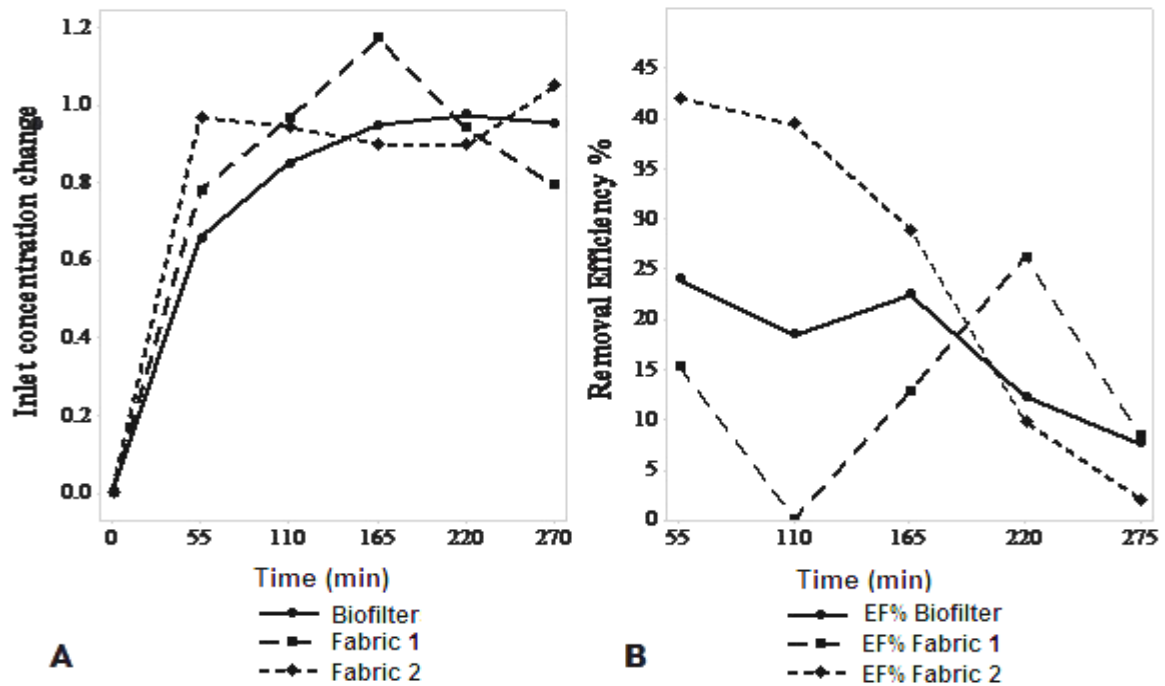 Inlet concentration change
1.2
1.0
0.8
0.6
0.4
0.2
0.0
0 55 110 165 220 270
Time (min)
Biofilter
Fabric 1
Fabric 2
A
Removal Efficiency %
45
40
35
30
25
20
15
10
5
0
55 110 165 220 275
Time (min)
EF% Biofilter
EF% Fabric 1
EF% Fabric 2
B